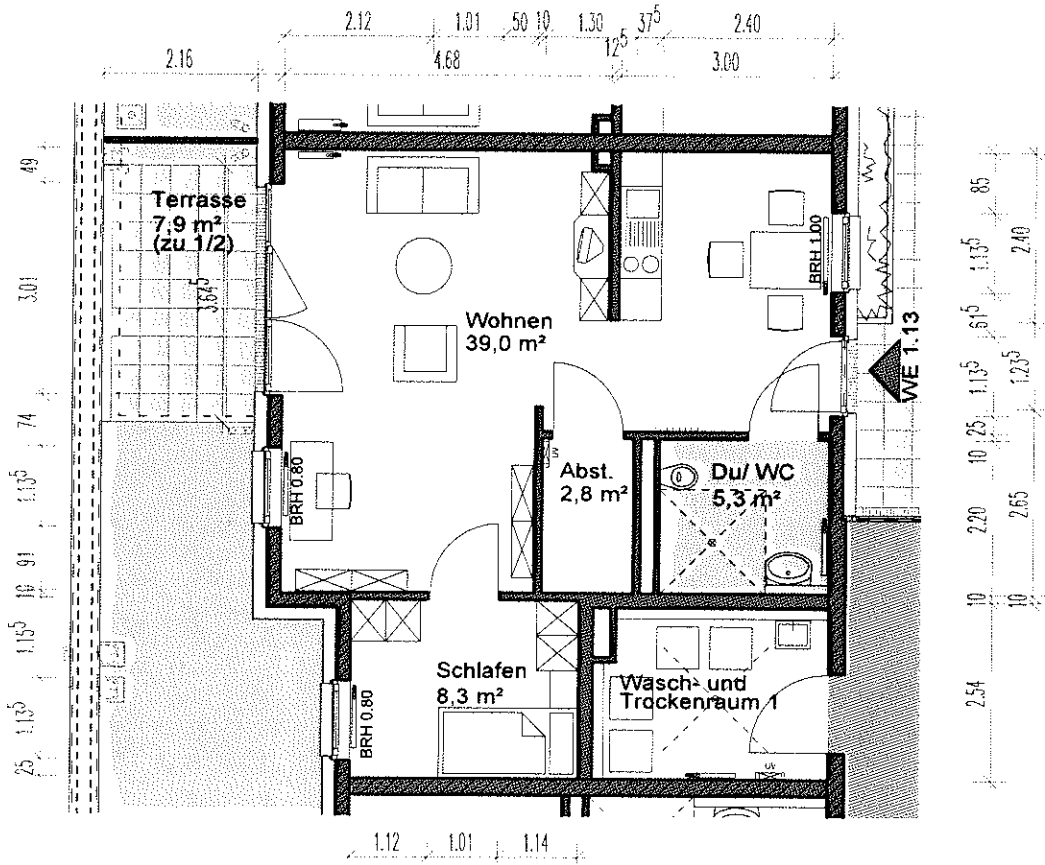 2.12 1.01 50 10 1.30 37⁵ 2.40
2.16 4.68 12⁵ 3.00
Terrasse
7,9 m²
(zu 1/2)
3.64⁵
Wohnen
39,0 m²
BRH 1.00
WE 1.13
Abst.
2,8 m²
UV
Du/ WC
5,3 m²
BRH 0.80
Schlafen
8,3 m²
BRH 0.80
Wasch- und
Trockenraum 1
UV
49
3.01
74
1.13⁵
91
10
1.15⁵
1.13⁵
25
85
1.13⁵
61⁵
1.13⁵
25
10
2.20
10
2.54
2.40
1.23⁵
2.65
10
1.12 1.01 1.14